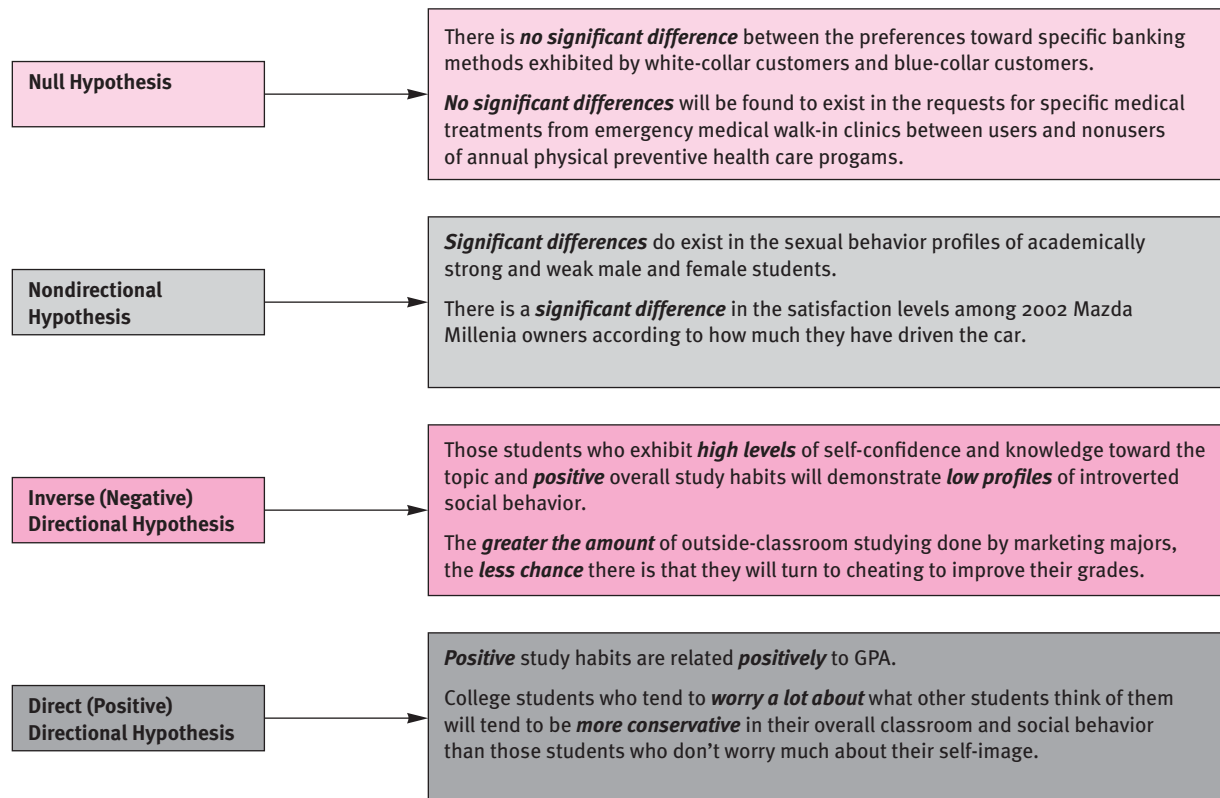 Null Hypothesis
There is no significant difference between the preferences toward specific banking
methods exhibited by white-collar customers and blue-collar customers.
No significant differences will be found to exist in the requests for specific medical
treatments from emergency medical walk-in clinics between users and nonusers
of annual physical preventive health care progams.
Nondirectional
Hypothesis
Significant differences do exist in the sexual behavior profiles of academically
strong and weak male and female students.
There is a significant difference in the satisfaction levels among 2002 Mazda
Millenia owners according to how much they have driven the car.
Inverse (Negative)
Directional Hypothesis
Those students who exhibit high levels of self-confidence and knowledge toward the
topic and positive overall study habits will demonstrate low profiles of introverted
social behavior.
The greater the amount of outside-classroom studying done by marketing majors,
the less chance there is that they will turn to cheating to improve their grades.
Direct (Positive)
Directional Hypothesis
Positive study habits are related positively to GPA.
College students who tend to worry a lot about what other students think of them
will tend to be more conservative in their overall classroom and social behavior
than those students who don't worry much about their self-image.